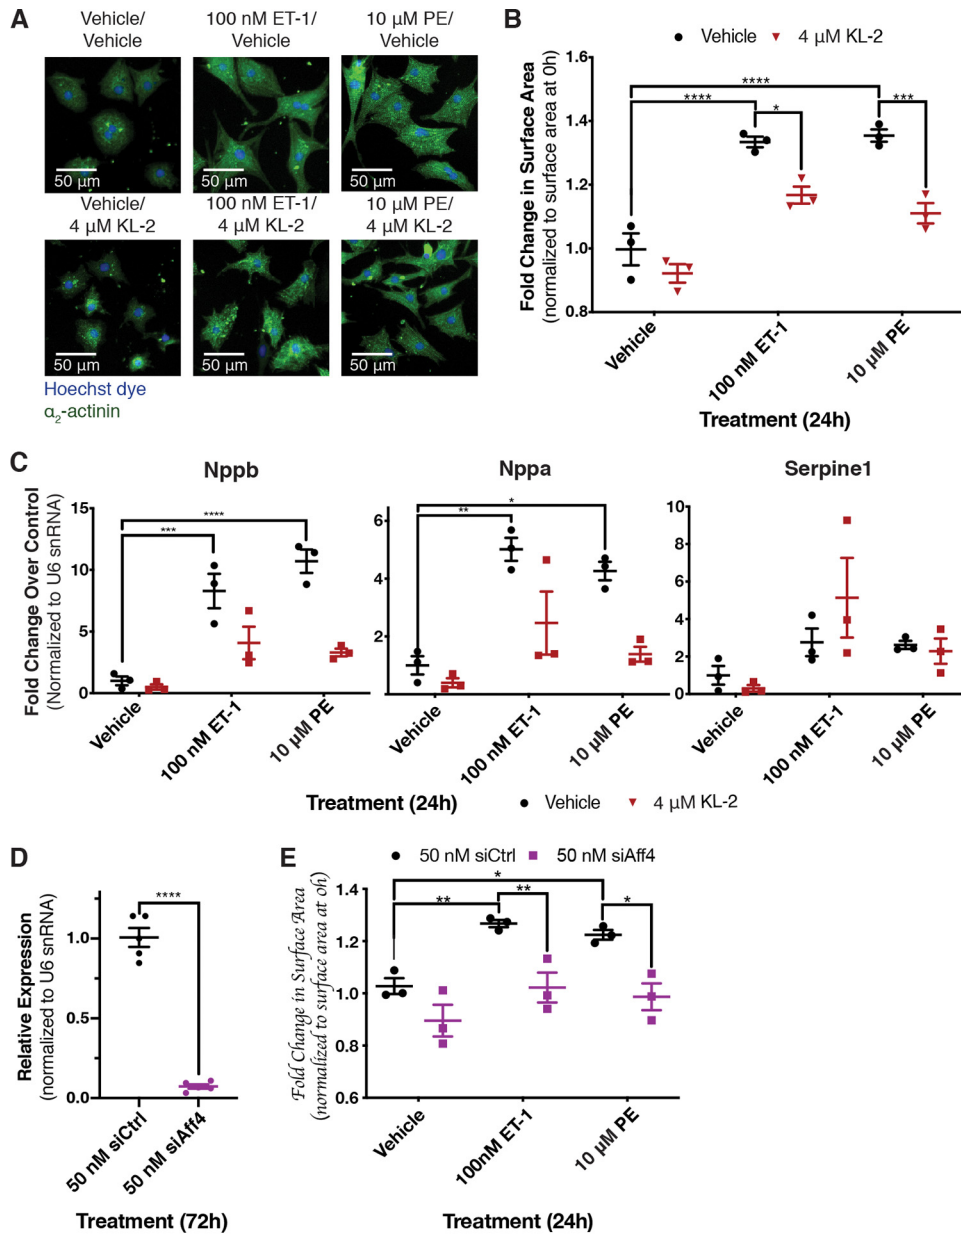 A
Vehicle/
Vehicle
100 nM ET-1/
Vehicle
10 µM PE/
Vehicle
50 µm
50 µm
50 µm
Vehicle/
4 µM KL-2
100 nM ET-1/
4 µM KL-2
10 µM PE/
4 µM KL-2
50 µm
50 µm
50 µm
Hoechst dye
α2-actinin
B
Vehicle
4 µM KL-2
Fold Change in Surface Area
(normalized to surface area at 0h)
1.6
1.4
1.2
1.0
0.8
****
****
*
***
Vehicle
100 nM ET-1
10 µM PE
Treatment (24h)
C
Fold Change Over Control
(Normalized to U6 snRNA)
Nppb
15
10
5
0
****
***
Vehicle
100 nM ET-1
10 µM PE
Nppa
6
4
2
*
**
Vehicle
100 nM ET-1
10 µM PE
Serpine1
10
8
6
4
2
0
Vehicle
100 nM ET-1
10 µM PE
Treatment (24h)
Vehicle
4 µM KL-2
D
Relative Expression
(normalized to U6 snRNA)
1.0
0.5
0.0
****
50 nM siCtrl
50 nM siAff4
Treatment (72h)
E
50 nM siCtrl
50 nM siAff4
Fold Change in Surface Area
(normalized to surface area at 0h)
1.4
1.2
1.0
0.8
0.6
*
**
**
*
Vehicle
100nM ET-1
10 µM PE
Treatment (24h)